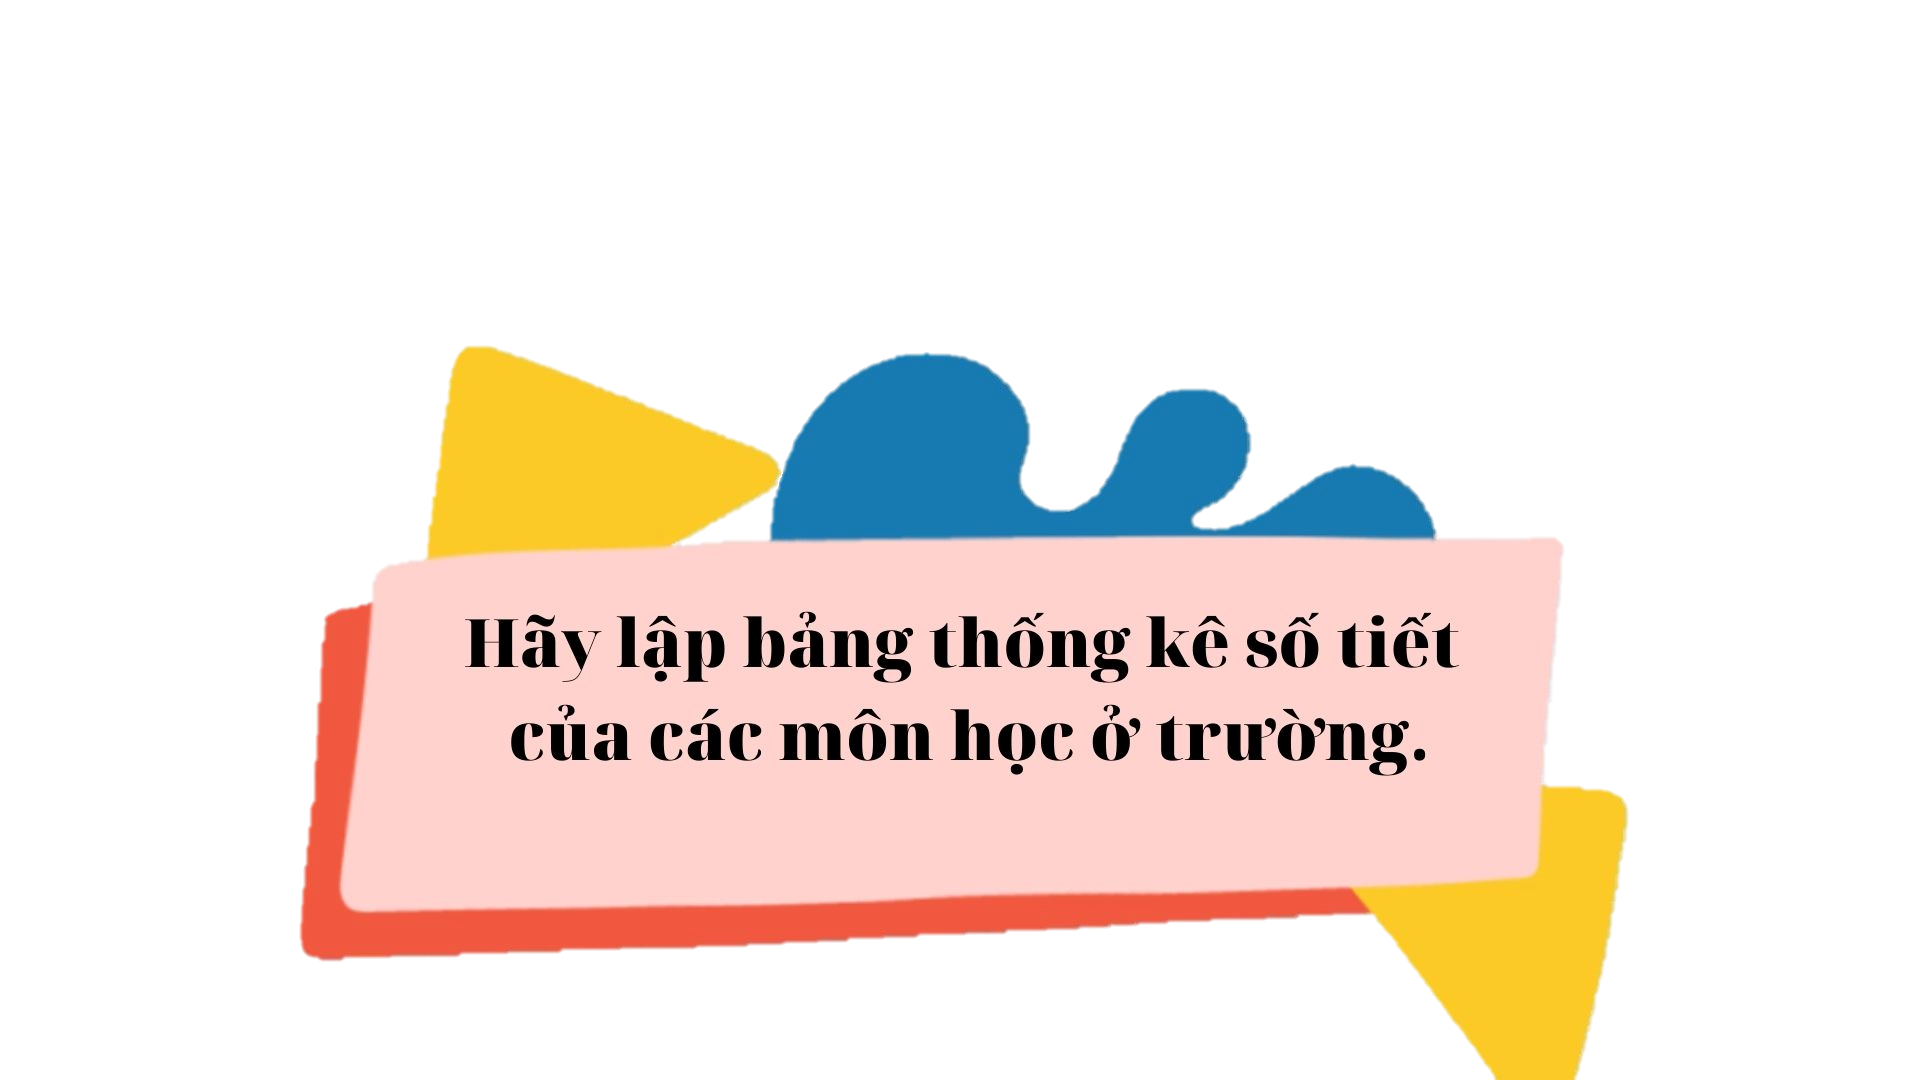 Hãy lập bảng thống kê số tiết
của các môn học ở trường.